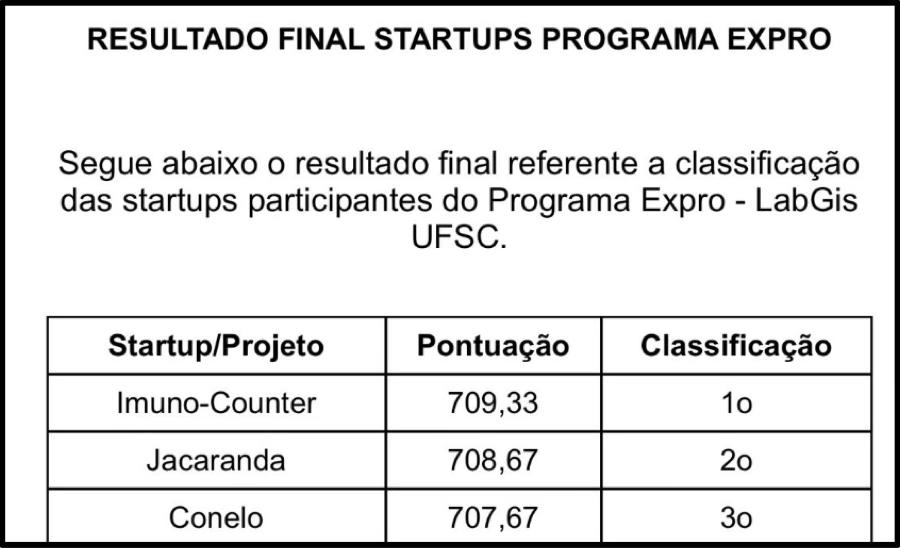 RESULTADO FINAL STARTUPS PROGRAMA EXPRO
Segue abaixo o resultado final referente a classificação
das startups participantes do Programa Expro - LabGis
UFSC.
Startup/Projeto Pontuação Classificação
Imuno-Counter 709,33 1o
Jacaranda 708,67 2o
Conelo 707,67 3o